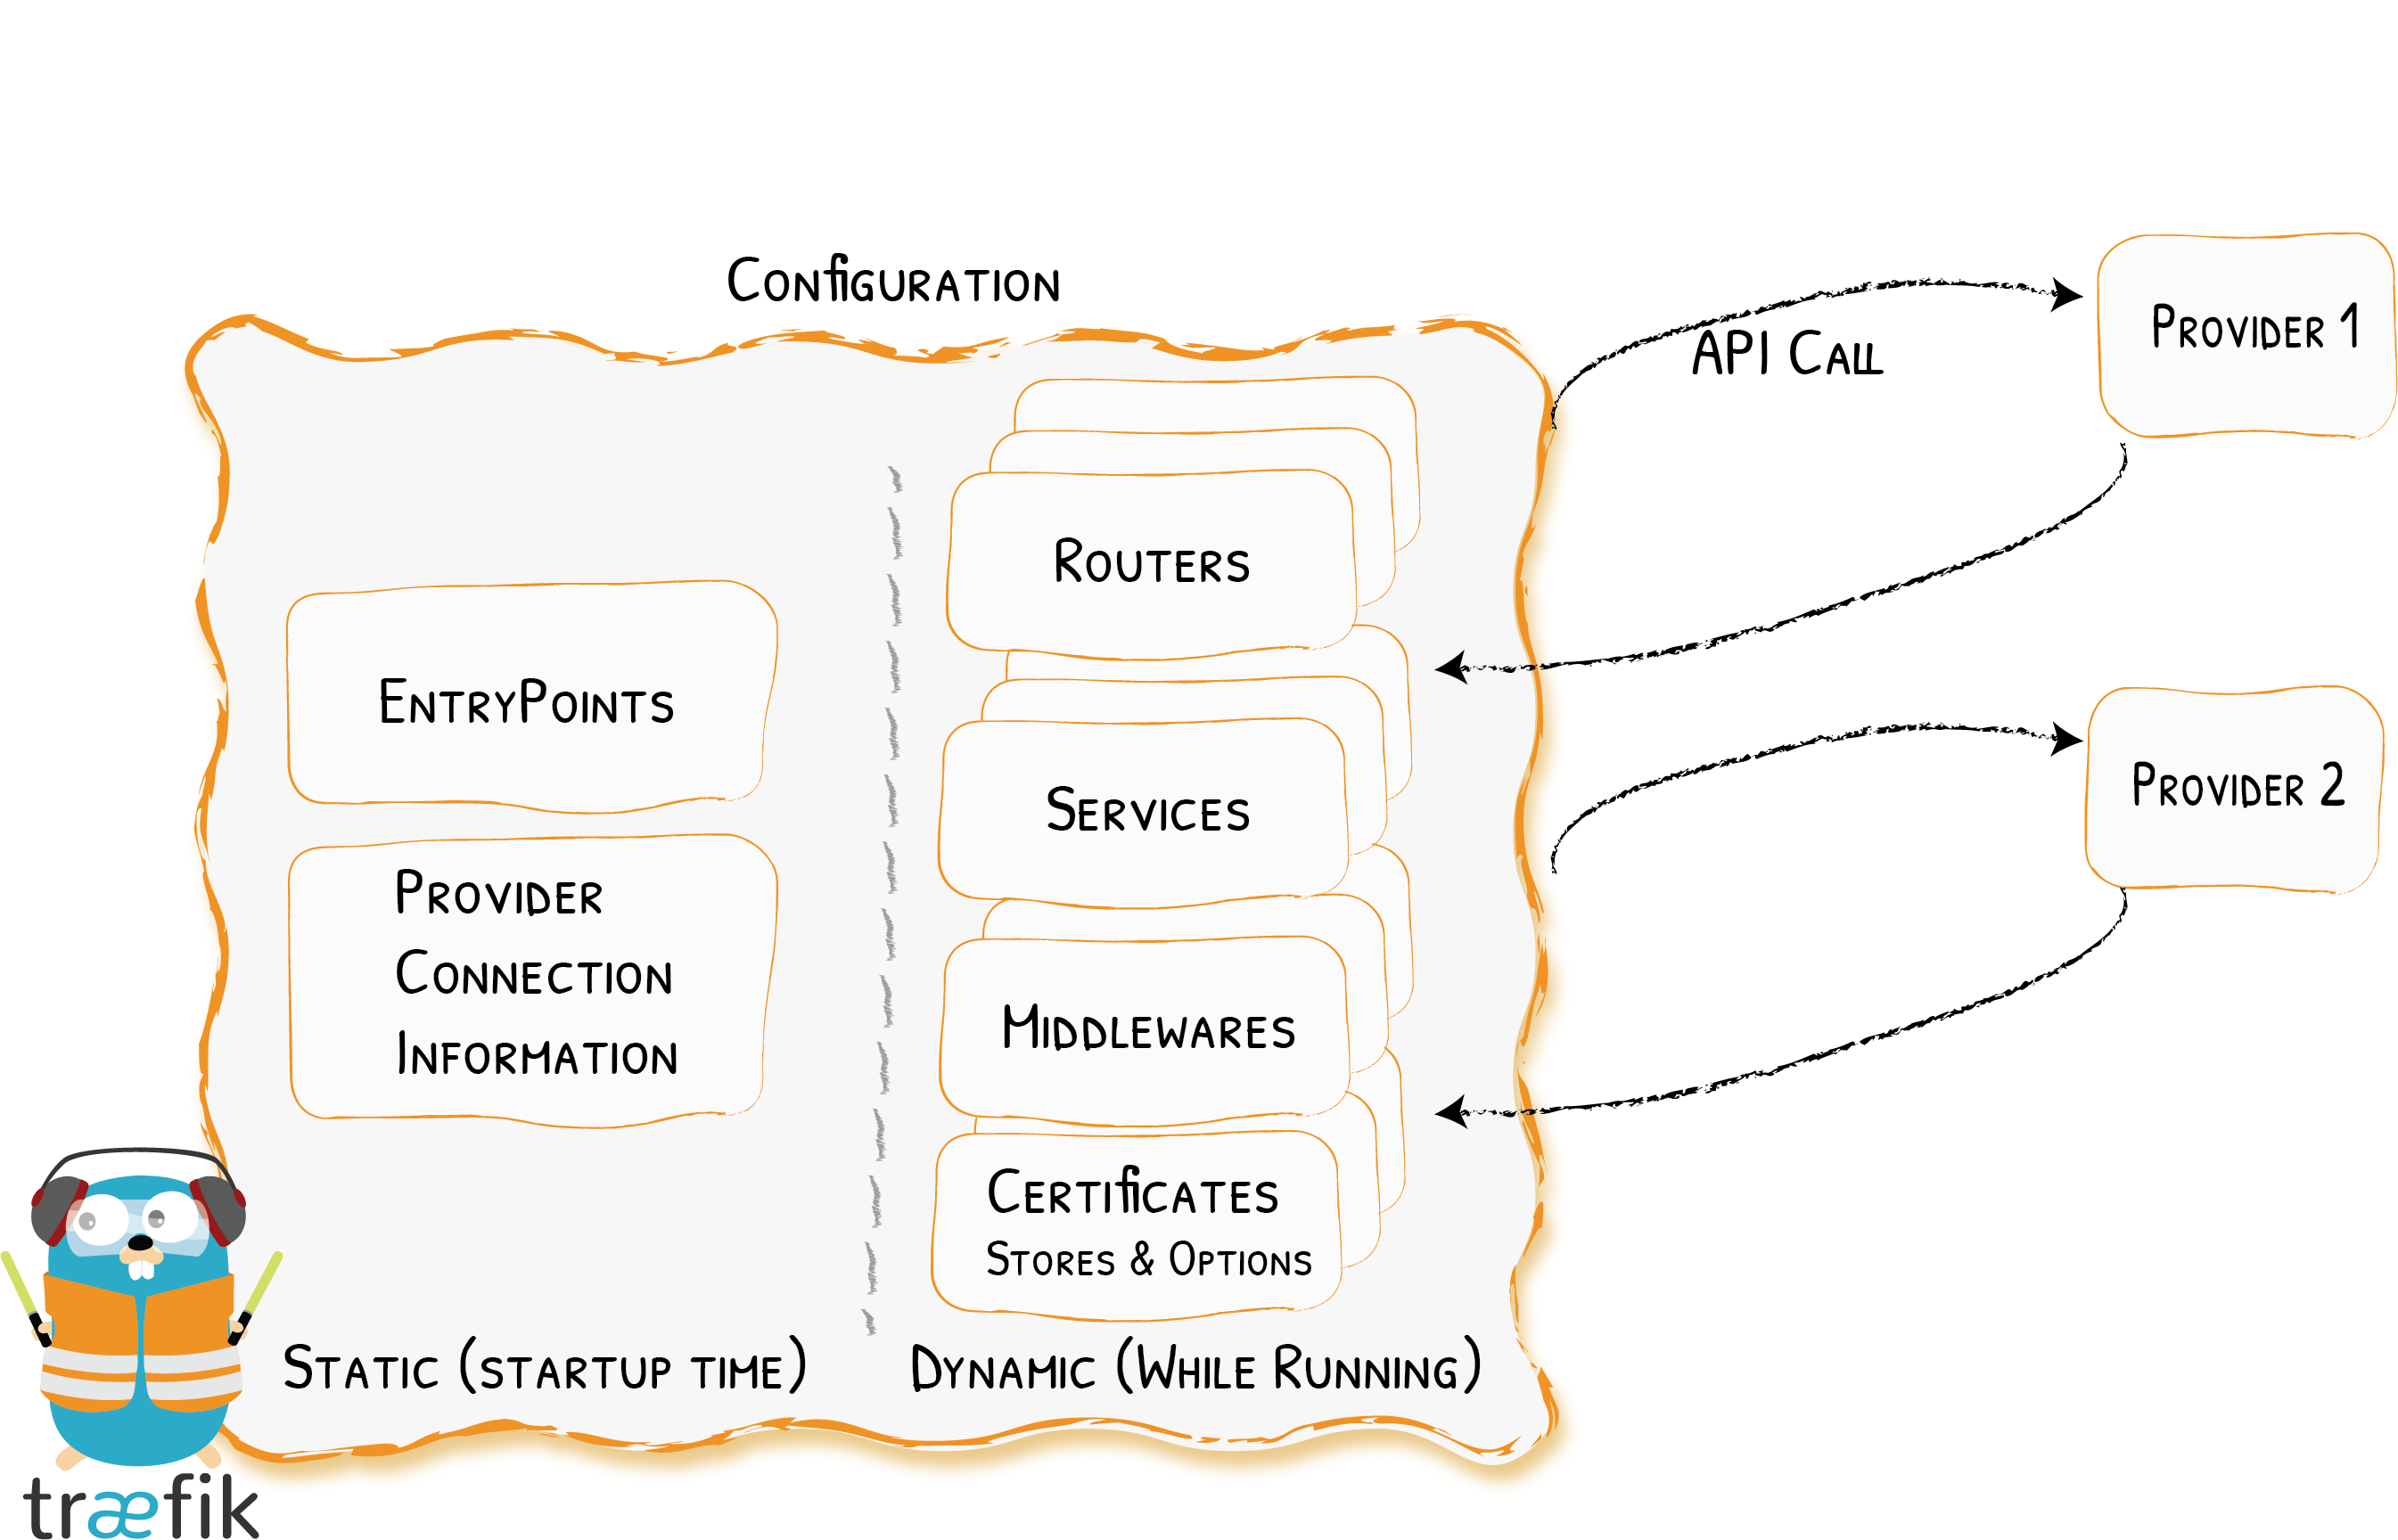 Configuration
API Call
Provider 1
Routers
EntryPoints
Services
Provider 2
Provider
Connection
Information
Middlewares
Certificates
Stores & Options
Static (startup time)
Dynamic (While Running)
træfik